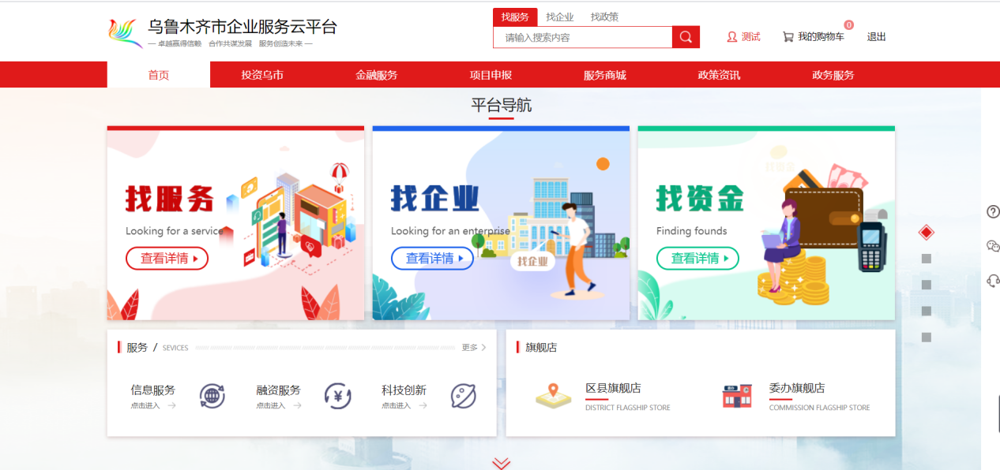 乌鲁木齐市企业服务云平台
— 卓越赢得信赖 合作共谋发展 服务创造未来 —
找服务 找企业 找政策
请输入搜索内容
测试 我的购物车 0 退出
首页 投资乌市 金融服务 项目申报 服务商城 政策资讯 政务服务
平台导航
找服务
Looking for a service
查看详情
找企业
Looking for an enterprise
查看详情
找企业
找资金
Finding founds
查看详情
服务 / SEVICES 更多
信息服务
点击进入
融资服务
点击进入
科技创新
点击进入
旗舰店
区县旗舰店
DISTRICT FLAGSHIP STORE
委办旗舰店
COMMISSION FLAGSHIP STORE